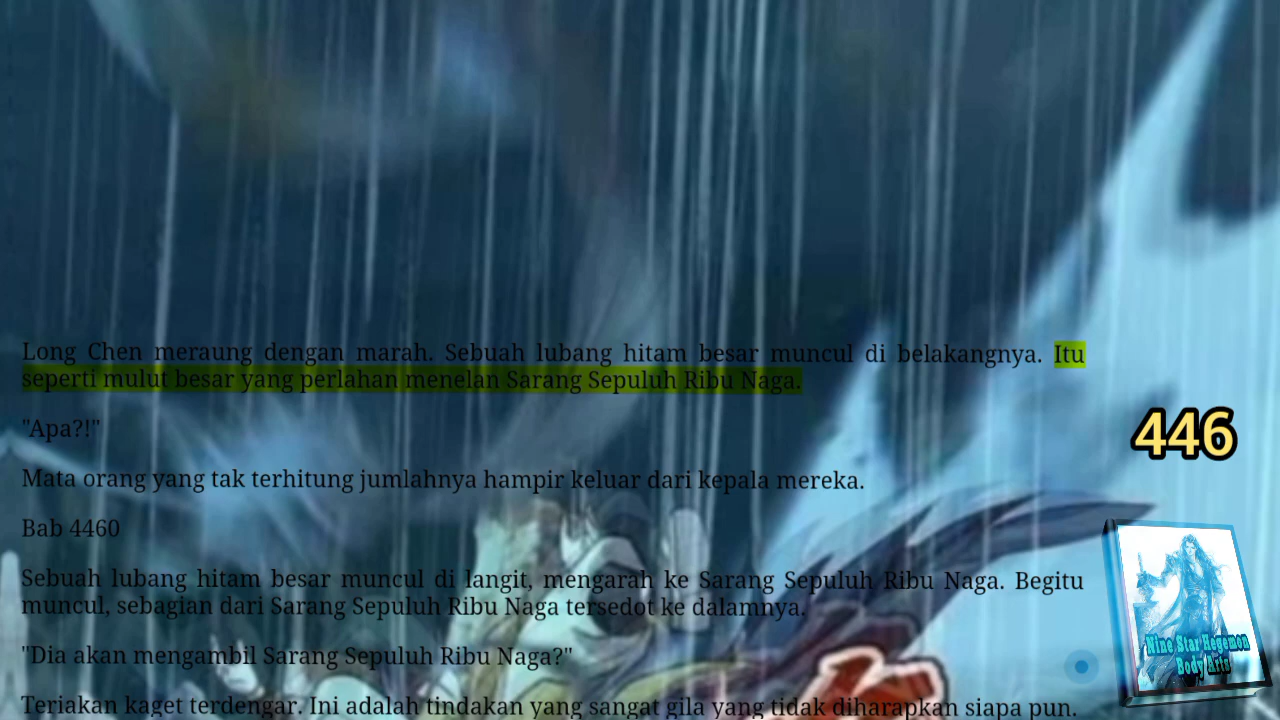 Long Chen meraung dengan marah. Sebuah lubang hitam besar muncul di belakangnya. Itu
seperti mulut besar yang perlahan menelan Sarang Sepuluh Ribu Naga.
"Apa?!"
Mata orang yang tak terhitung jumlahnya hampir keluar dari kepala mereka.
446
Bab 4460
Sebuah lubang hitam besar muncul di langit, mengarah ke Sarang Sepuluh Ribu Naga. Begitu
muncul, sebagian dari Sarang Sepuluh Ribu Naga tersedot ke dalamnya.
"Dia akan mengambil Sarang Sepuluh Ribu Naga?"
Nine Star Hegemon
Body Arts
Teriakan kaget terdengar. Ini adalah tindakan yang sangat gila yang tidak diharapkan siapa pun.